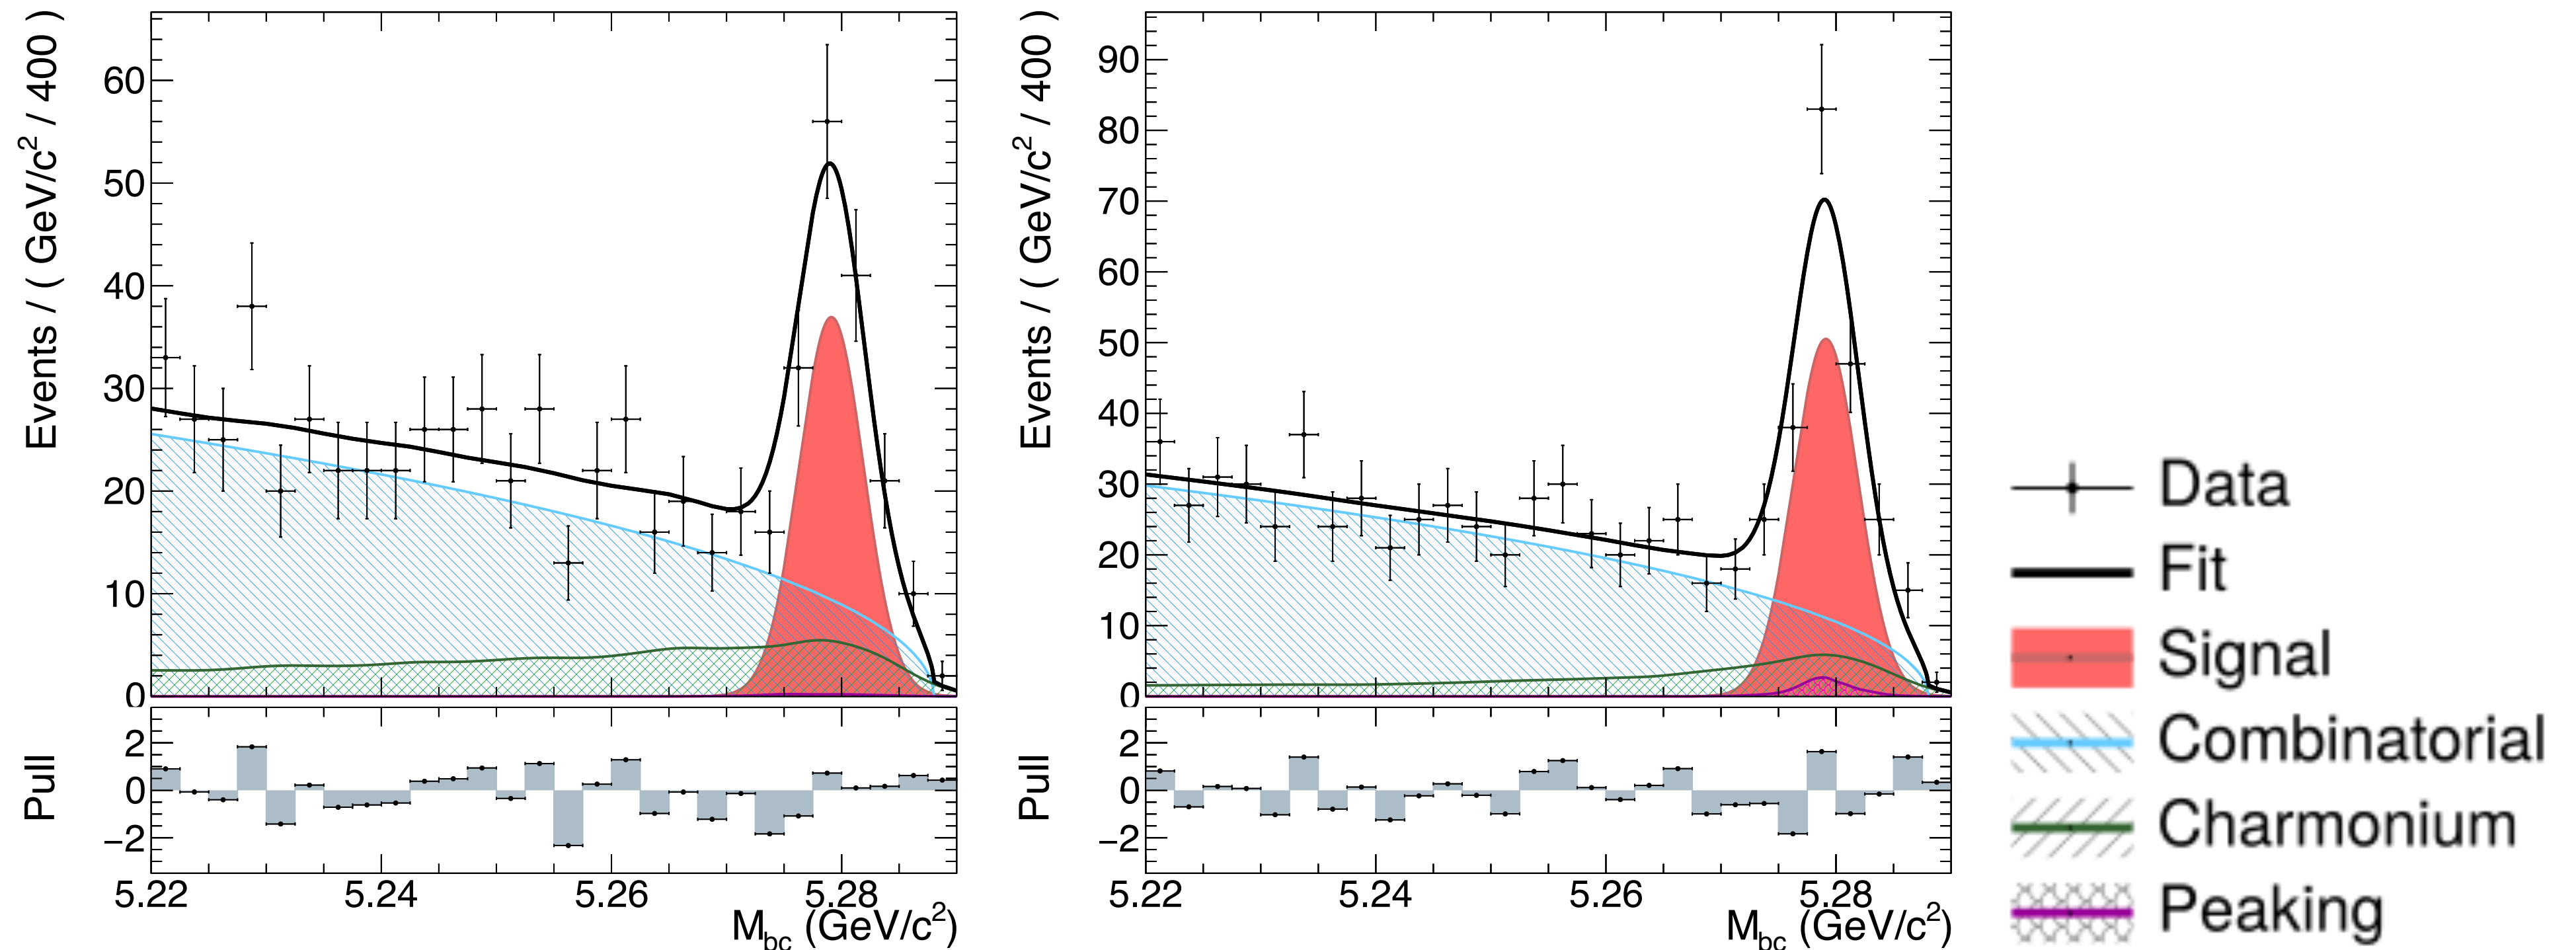 Events / ( GeV/c² / 400 )
60
50
40
30
20
10
0
Pull
2
0
−2
5.22 5.24 5.26 5.28
M_bc (GeV/c²)
Events / ( GeV/c² / 400 )
90
80
70
60
50
40
30
20
10
0
Pull
2
0
−2
5.22 5.24 5.26 5.28
M_bc (GeV/c²)
Data
Fit
Signal
Combinatorial
Charmonium
Peaking